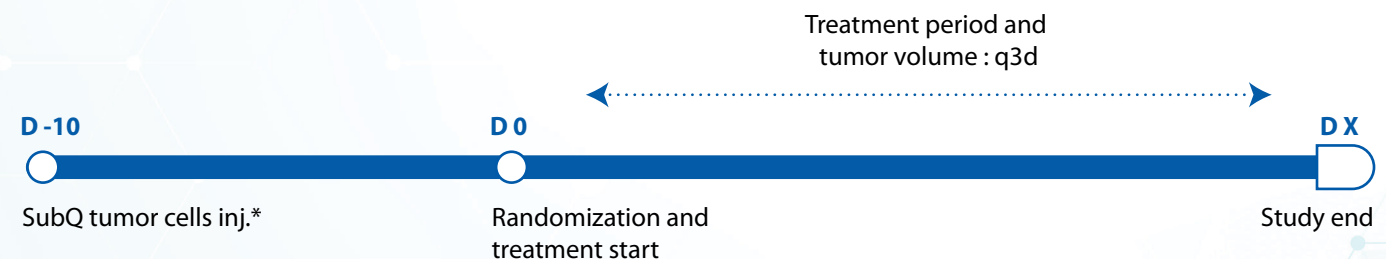 Treatment period and
tumor volume : q3d
D -10
D 0
D X
SubQ tumor cells inj.*
Randomization and
treatment start
Study end